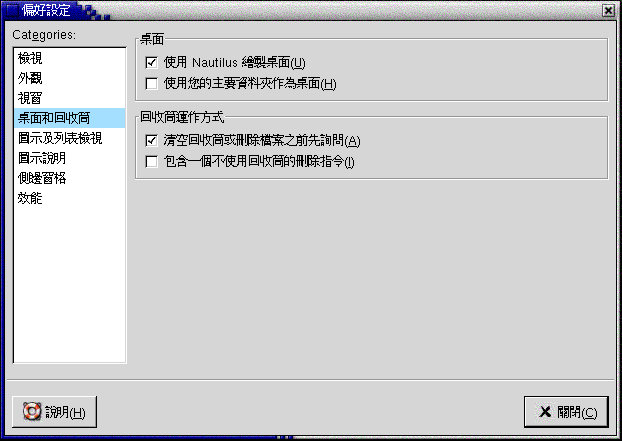 偏好設定
Categories:
檢視
外觀
視窗
桌面和回收筒
圖示及列表檢視
圖示說明
側邊窗格
效能
桌面
使用 Nautilus 繪製桌面(U)
使用您的主要資料夾作為桌面(H)
回收筒運作方式
清空回收筒或刪除檔案之前先詢問(A)
包含一個不使用回收筒的刪除指令(I)
說明(H)
關閉(C)